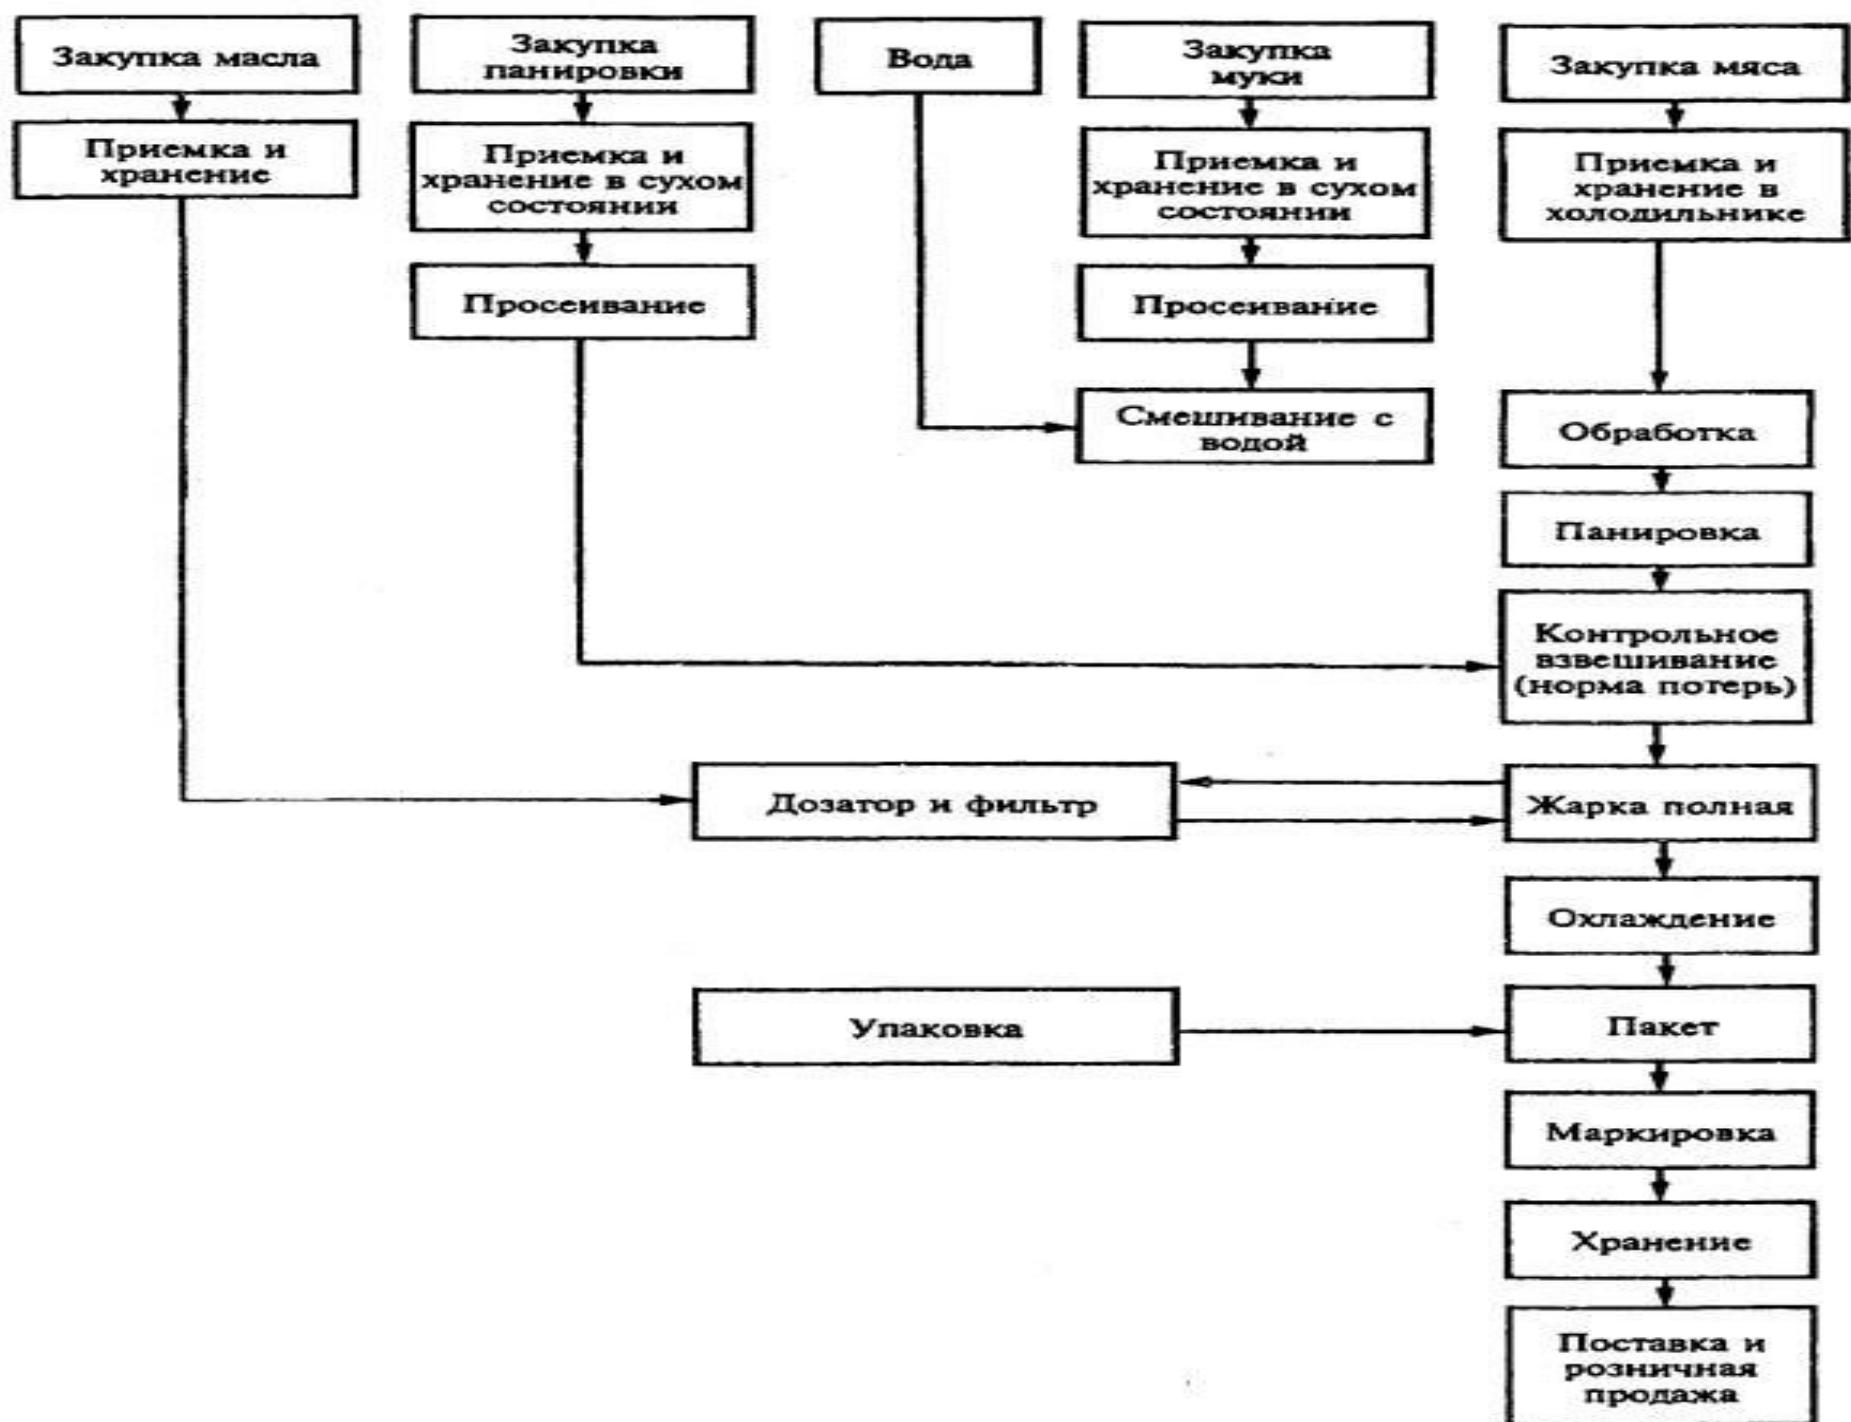 Закупка масла
Приемка и
хранение
Закупка
панировки
Приемка и
хранение в сухом
состоянии
Просеивание
Вода
Закупка
муки
Приемка и
хранение в сухом
состоянии
Просеивание
Смешивание с
водой
Закупка мяса
Приемка и
хранение в
холодильнике
Обработка
Панировка
Контрольное
взвешивание
(норма потерь)
Дозатор и фильтр
Жарка полная
Охлаждение
Упаковка
Пакет
Маркировка
Хранение
Поставка и
розничная
продажа